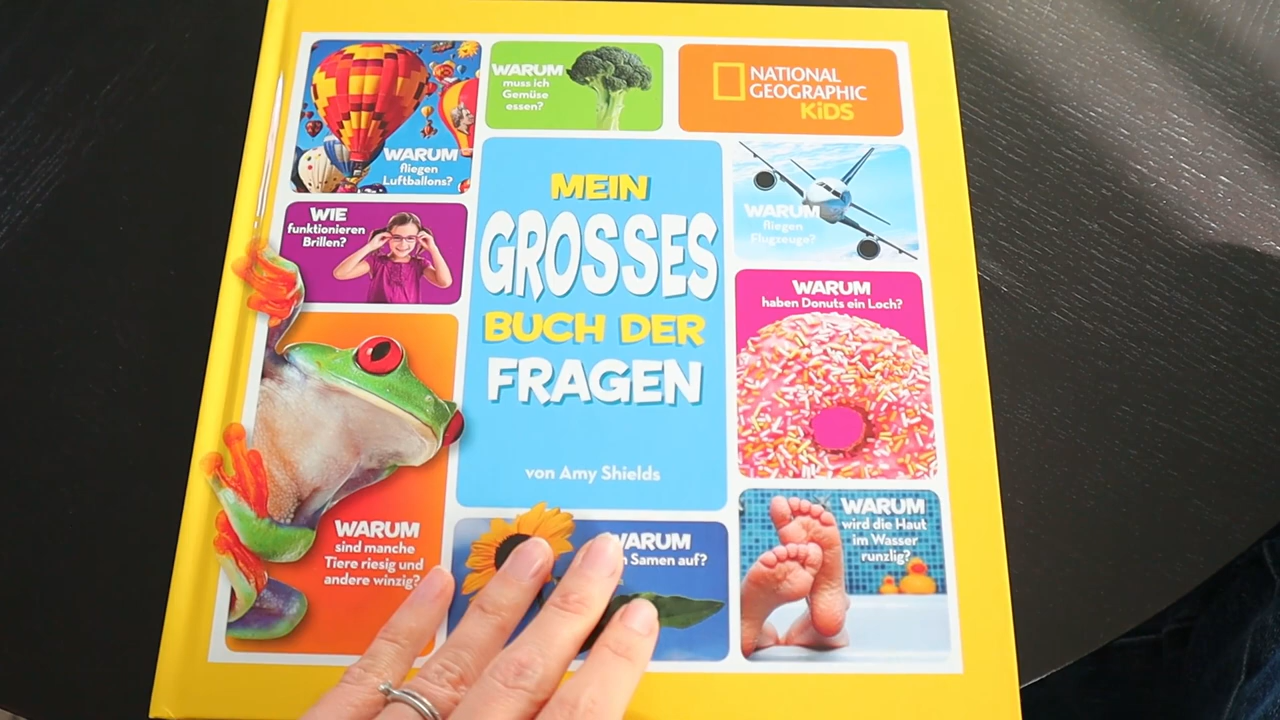 WARUM
fliegen
Luftballons?
WARUM
muss ich
Gemüse
essen?
NATIONAL
GEOGRAPHIC
KiDS
WIE
funktionieren
Brillen?
MEIN
GROSSES
BUCH DER
FRAGEN
von Amy Shields
WARUM
fliegen
Flugzeuge?
WARUM
haben Donuts ein Loch?
WARUM
sind manche
Tiere riesig und
andere winzig?
WARUM
Samen auf?
WARUM
wird die Haut
im Wasser
runzlig?